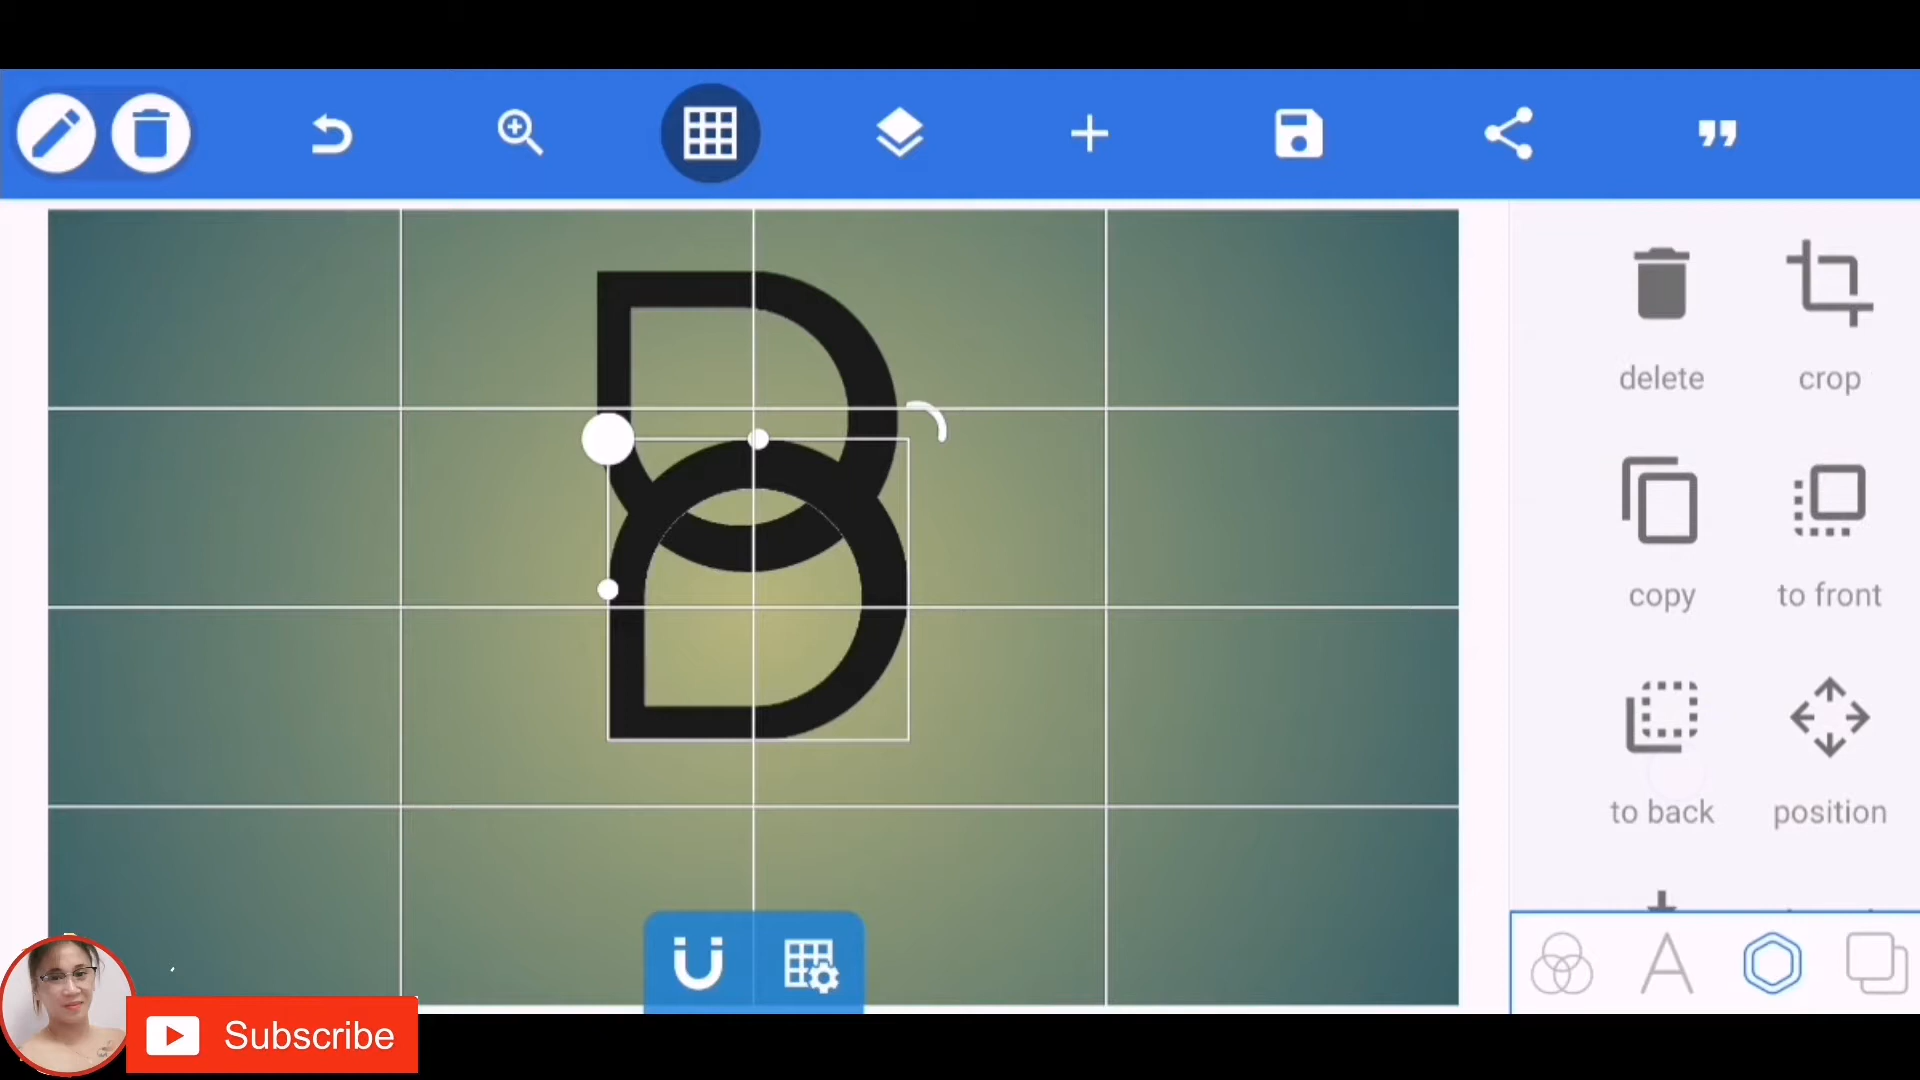 delete
crop
copy
to front
to back
position
Subscribe